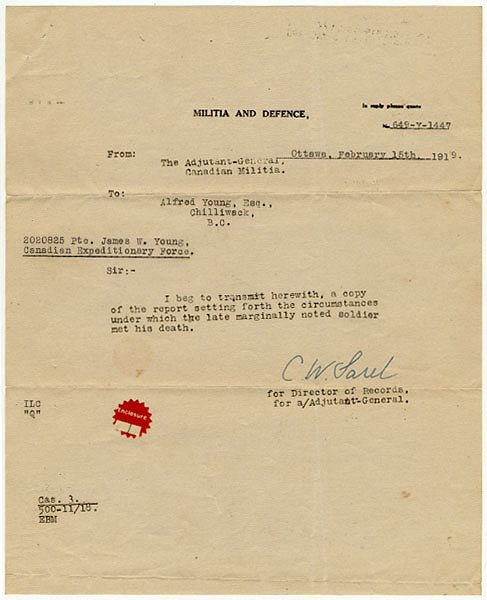 MILITIA AND DEFENCE,
In reply please quote
No. 649-Y-1447
Ottawa, February 15th, 1919.
From:
The Adjutant-General,
Canadian Militia.
To:
Alfred Young, Esq.,
Chilliwack,
B.C.
2020825 Pte. James W. Young,
Canadian Expeditionary Force.
Sir:-
I beg to transmit herewith, a copy
of the report setting forth the circumstances
under which the late marginally noted soldier
met his death.
C W. Sarel
for Director of Records.
for a/Adjutant-General.
ILC
"Q"
Enclosure
Cas. 3.
500-11/18.
EBM